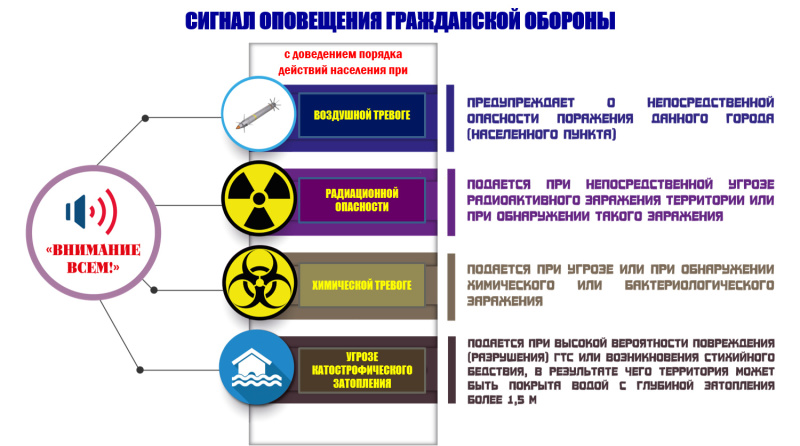 СИГНАЛ ОПОВЕЩЕНИЯ ГРАЖДАНСКОЙ ОБОРОНЫ
с доведением порядка
действий населения при
«ВНИМАНИЕ
ВСЕМ!»
ВОЗДУШНОЙ ТРЕВОГЕ
ПРЕДУПРЕЖДАЕТ О НЕПОСРЕДСТВЕННОЙ
ОПАСНОСТИ ПОРАЖЕНИЯ ДАННОГО ГОРОДА
(НАСЕЛЕННОГО ПУНКТА)
РАДИАЦИОННОЙ
ОПАСНОСТИ
ПОДАЕТСЯ ПРИ НЕПОСРЕДСТВЕННОЙ УГРОЗЕ
РАДИОАКТИВНОГО ЗАРАЖЕНИЯ ТЕРРИТОРИИ ИЛИ
ПРИ ОБНАРУЖЕНИИ ТАКОГО ЗАРАЖЕНИЯ
ХИМИЧЕСКОЙ ТРЕВОГЕ
ПОДАЕТСЯ ПРИ УГРОЗЕ ИЛИ ПРИ ОБНАРУЖЕНИИ
ХИМИЧЕСКОГО ИЛИ БАКТЕРИОЛОГИЧЕСКОГО
ЗАРАЖЕНИЯ
УГРОЗЕ
КАТОСТРОФИЧЕСКОГО
ЗАТОПЛЕНИЯ
ПОДАЕТСЯ ПРИ ВЫСОКОЙ ВЕРОЯТНОСТИ ПОВРЕЖДЕНИЯ
(РАЗРУШЕНИЯ) ГТС ИЛИ ВОЗНИКНОВЕНИЯ СТИХИЙНОГО
БЕДСТВИЯ, В РЕЗУЛЬТАТЕ ЧЕГО ТЕРРИТОРИЯ МОЖЕТ
БЫТЬ ПОКРЫТА ВОДОЙ С ГЛУБИНОЙ ЗАТОПЛЕНИЯ
БОЛЕЕ 1,5 М